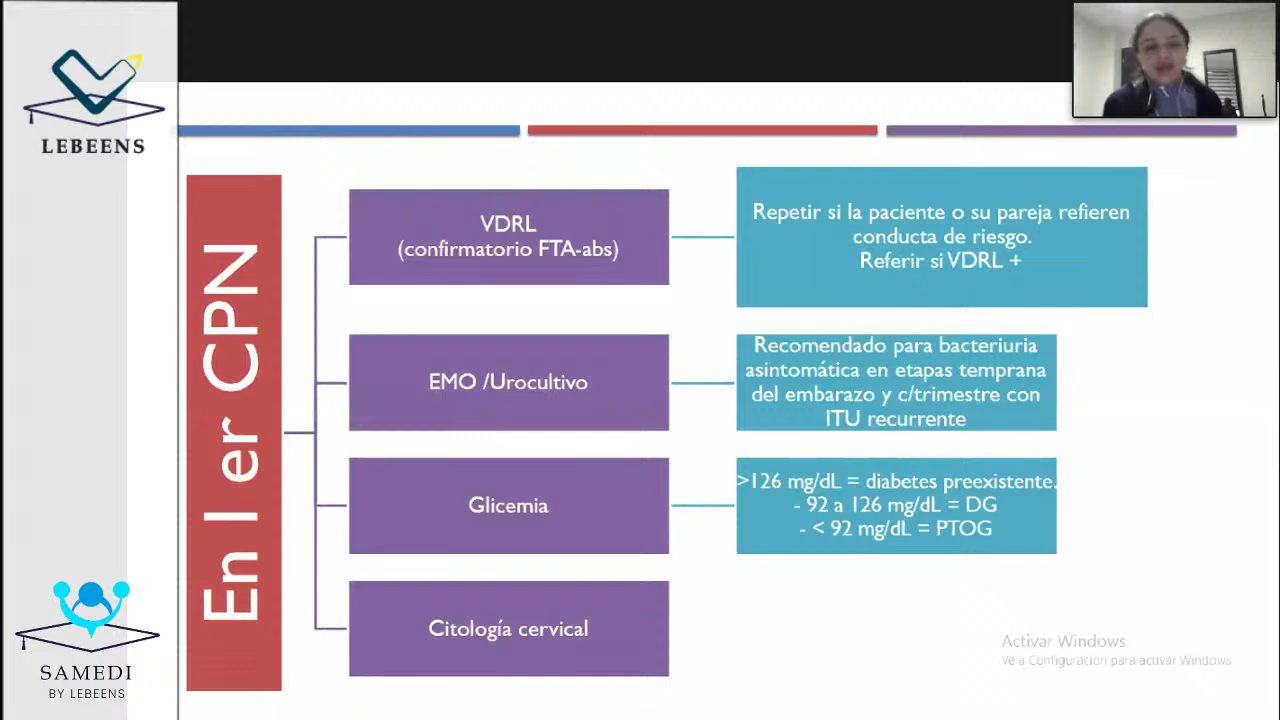 LEBEENS
En 1 er CPN
VDRL
(confirmatorio FTA-abs)
Repetir si la paciente o su pareja refieren
conducta de riesgo.
Referir si VDRL +
EMO /Urocultivo
Recomendado para bacteriuria
asintomática en etapas temprana
del embarazo y c/trimestre con
ITU recurrente
Glicemia
>126 mg/dL = diabetes preexistente.
- 92 a 126 mg/dL = DG
- < 92 mg/dL = PTOG
Citología cervical
SAMEDI
BY LEBEENS
Activar Windows
Ve a Configuración para activar Windows